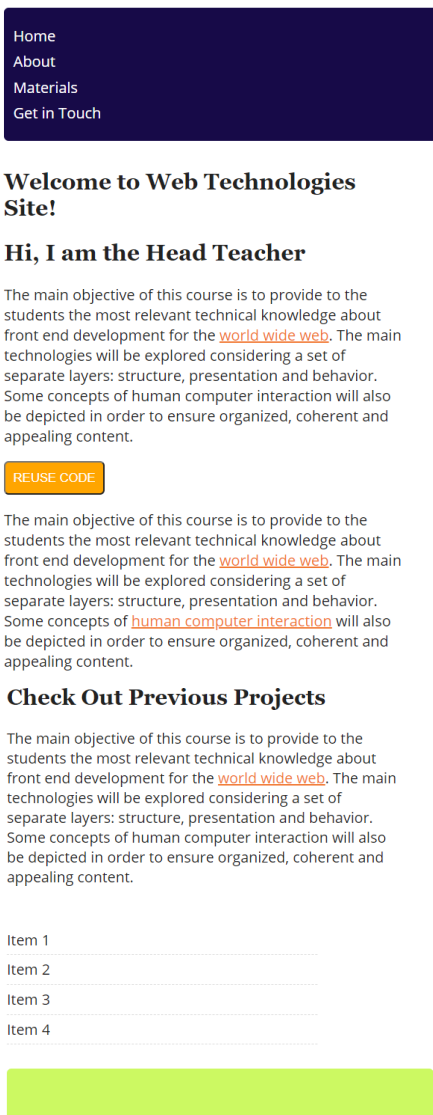 Home
About
Materials
Get in Touch
Welcome to Web Technologies
Site!
Hi, I am the Head Teacher
The main objective of this course is to provide to the
students the most relevant technical knowledge about
front end development for the world wide web. The main
technologies will be explored considering a set of
separate layers: structure, presentation and behavior.
Some concepts of human computer interaction will also
be depicted in order to ensure organized, coherent and
appealing content.
REUSE CODE
The main objective of this course is to provide to the
students the most relevant technical knowledge about
front end development for the world wide web. The main
technologies will be explored considering a set of
separate layers: structure, presentation and behavior.
Some concepts of human computer interaction will also
be depicted in order to ensure organized, coherent and
appealing content.
Check Out Previous Projects
The main objective of this course is to provide to the
students the most relevant technical knowledge about
front end development for the world wide web. The main
technologies will be explored considering a set of
separate layers: structure, presentation and behavior.
Some concepts of human computer interaction will also
be depicted in order to ensure organized, coherent and
appealing content.
Item 1
Item 2
Item 3
Item 4